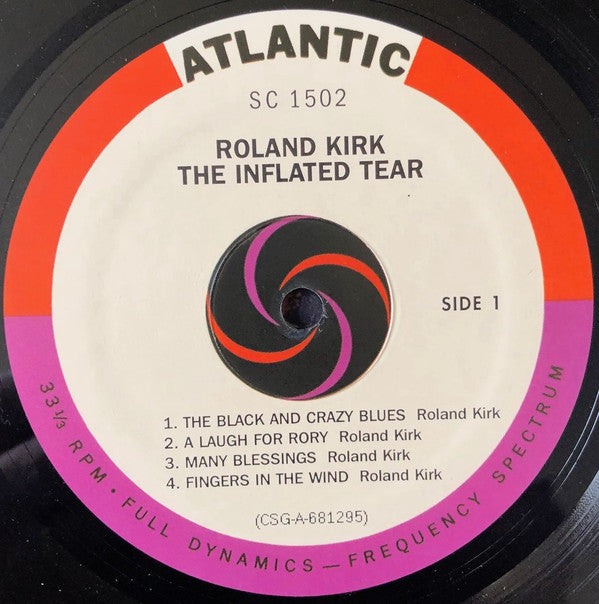 ATLANTIC
SC 1502
ROLAND KIRK
THE INFLATED TEAR
SIDE 1
1. THE BLACK AND CRAZY BLUES Roland Kirk
2. A LAUGH FOR RORY Roland Kirk
3. MANY BLESSINGS Roland Kirk
4. FINGERS IN THE WIND Roland Kirk
(CSG-A-681295)
33⅓ RPM • FULL DYNAMICS — FREQUENCY SPECTRUM